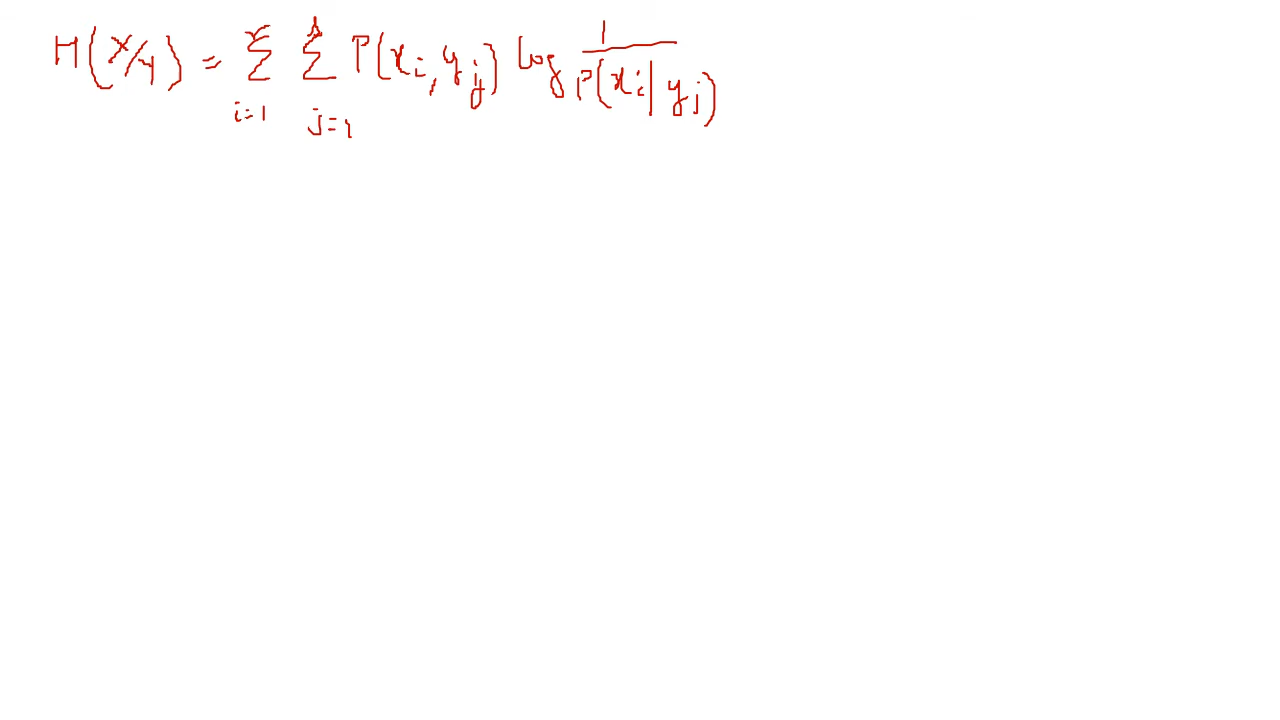 H(X/Y) = r∑i=1 s∑j=1 P(xi, yj) log 1/P(xi|yj)